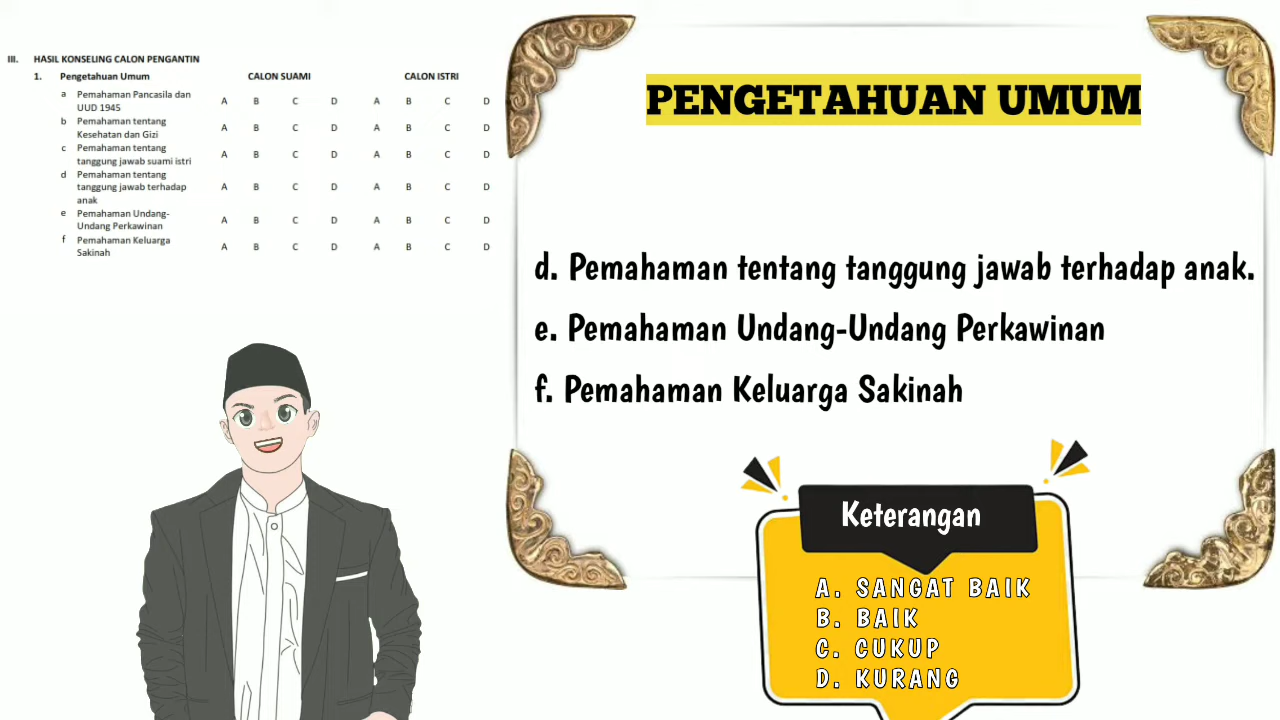 III. HASIL KONSELING CALON PENGANTIN
1. Pengetahuan Umum CALON SUAMI CALON ISTRI
a Pemahaman Pancasila dan
UUD 1945 A B C D A B C D
b Pemahaman tentang
Kesehatan dan Gizi A B C D A B C D
c Pemahaman tentang
tanggung jawab suami istri A B C D A B C D
d Pemahaman tentang
tanggung jawab terhadap A B C D A B C D
anak
e Pemahaman Undang-
Undang Perkawinan A B C D A B C D
f Pemahaman Keluarga
Sakinah A B C D A B C D
PENGETAHUAN UMUM
d. Pemahaman tentang tanggung jawab terhadap anak.
e. Pemahaman Undang-Undang Perkawinan
f. Pemahaman Keluarga Sakinah
Keterangan
A. SANGAT BAIK
B. BAIK
C. CUKUP
D. KURANG